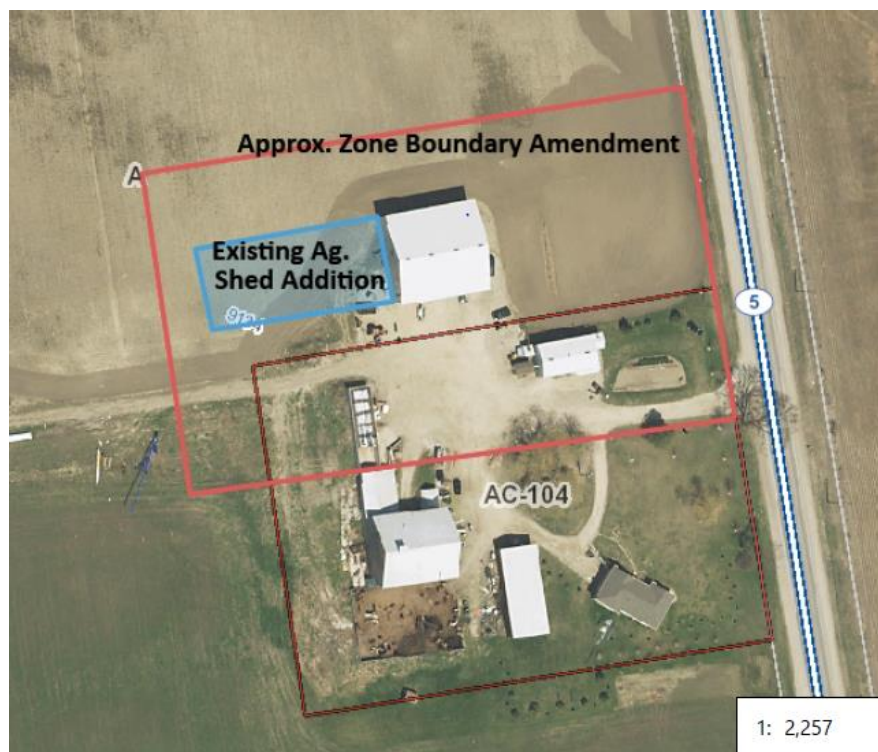 Approx. Zone Boundary Amendment
A
Existing Ag.
Shed Addition
5
AC-104
1: 2,257